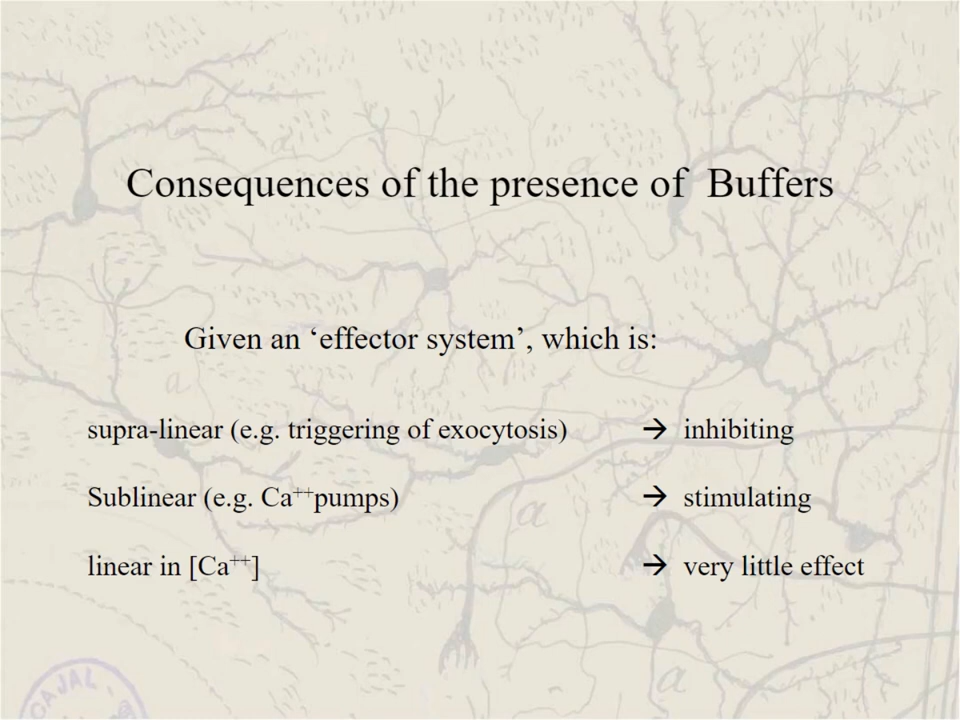 Consequences of the presence of Buffers
Given an ‘effector system’, which is:
supra-linear (e.g. triggering of exocytosis) → inhibiting
Sublinear (e.g. Ca⁺⁺pumps) → stimulating
linear in [Ca⁺⁺] → very little effect
a
a
a
a
CAJAL